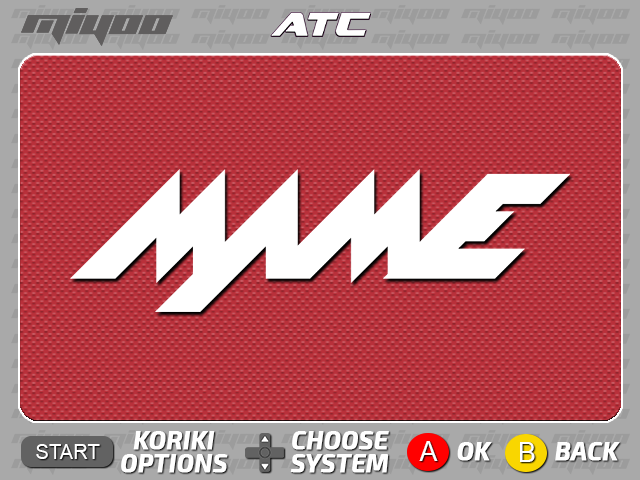 miyoo
ATC
MAME
START
KORIKI
OPTIONS
CHOOSE
SYSTEM
A
OK
B
BACK